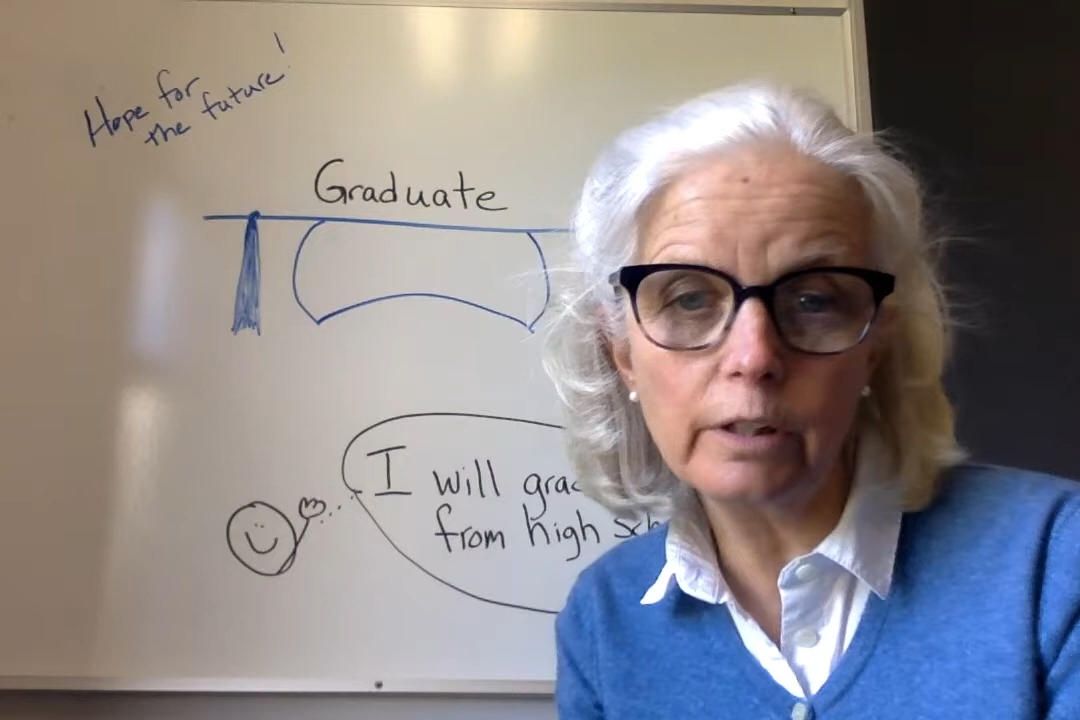 Hope for
the future!
Graduate
I will
from high